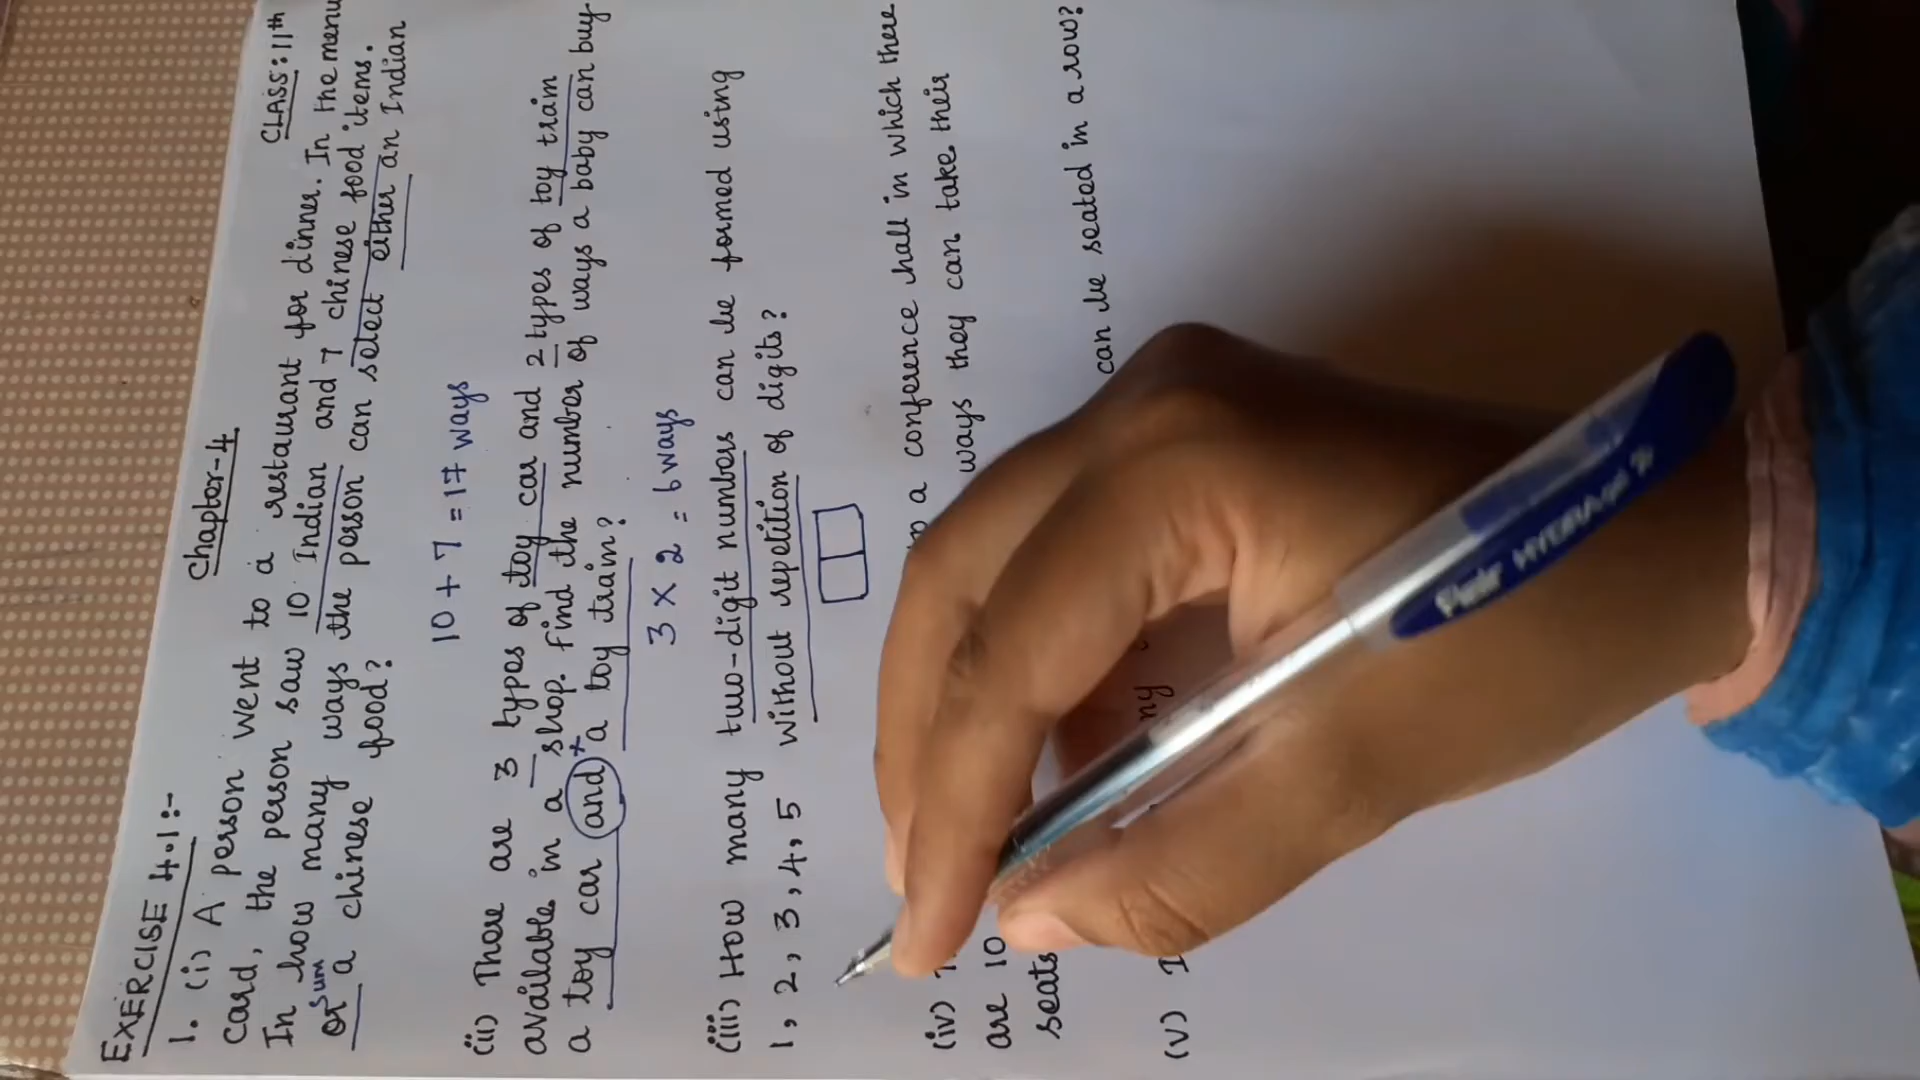 Chapter-4
CLASS: 11th
EXERCISE 4.1:-
1. (i) A person went to a restaurant for dinner. In the menu
card, the person saw 10 Indian and 7 chinese food items.
In how many ways the person can select either an Indian
sum
or a chinese food?
10 + 7 = 17 ways
(ii) There are 3 types of toy car and 2 types of toy train
available in a shop. Find the number of ways a baby can buy
a toy car and × a toy train?
3 × 2 = 6 ways
(iii) How many two-digit numbers can be formed using
1, 2, 3, 4, 5 without repetition of digits?
(iv) a conference hall in which there
are 10 ways they can take their
seats
(v) I ny can be seated in a row?